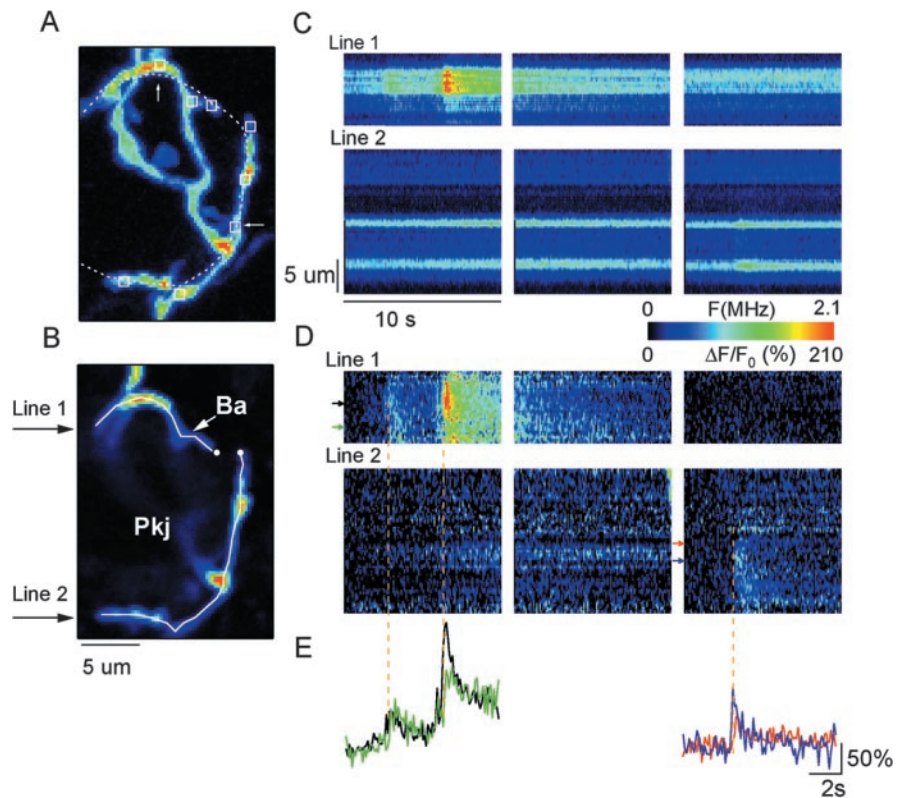 A
C
Line 1
Line 2
5 um
10 s
0 F(MHz) 2.1
0 ΔF/F0 (%) 210
B
Line 1
Ba
Pkj
Line 2
5 um
D
Line 1
Line 2
E
50%
2s